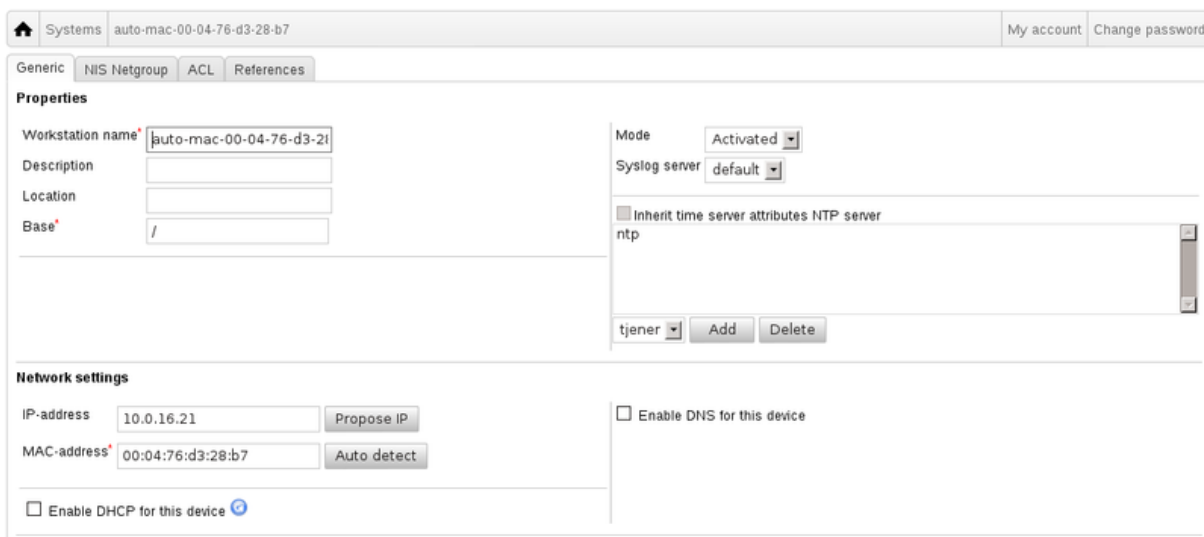 Systems auto-mac-00-04-76-d3-28-b7 My account Change password
Generic NIS Netgroup ACL References
Properties
Workstation name* auto-mac-00-04-76-d3-28
Description
Location
Base* /
Mode Activated
Syslog server default
Inherit time server attributes NTP server
ntp
tjener Add Delete
Network settings
IP-address 10.0.16.21 Propose IP
MAC-address* 00:04:76:d3:28:b7 Auto detect
Enable DHCP for this device
Enable DNS for this device